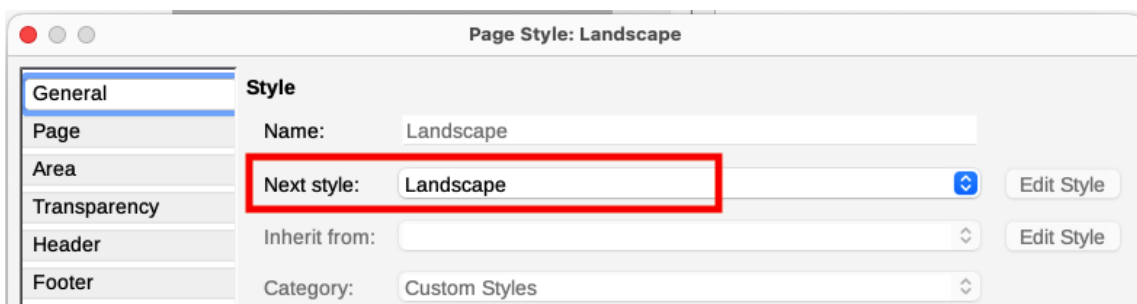 Page Style: Landscape
General
Page
Area
Transparency
Header
Footer
Style
Name: Landscape
Next style: Landscape Edit Style
Inherit from: Edit Style
Category: Custom Styles